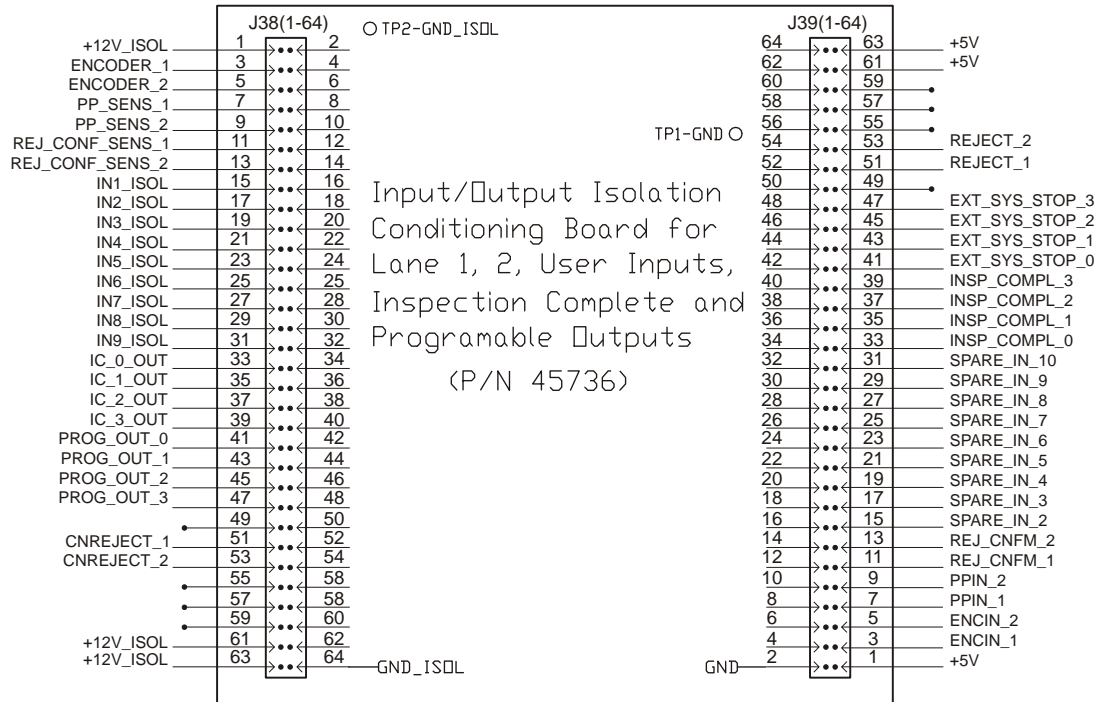 J38(1-64) TP2-GND_ISOL J39(1-64)
+12V_ISOL 1 2 64 63 +5V
ENCODER_1 3 4 62 61 +5V
ENCODER_2 5 6 60 59
PP_SENS_1 7 8 58 57
PP_SENS_2 9 10 56 55
TP1-GND
REJ_CONF_SENS_1 11 12 54 53 REJECT_2
REJ_CONF_SENS_2 13 14 52 51 REJECT_1
IN1_ISOL 15 16 50 49
IN2_ISOL 17 18 48 47 EXT_SYS_STOP_3
IN3_ISOL 19 20 46 45 EXT_SYS_STOP_2
IN4_ISOL 21 22 44 43 EXT_SYS_STOP_1
IN5_ISOL 23 24 42 41 EXT_SYS_STOP_0
IN6_ISOL 25 25 40 39 INSP_COMPL_3
IN7_ISOL 27 28 38 37 INSP_COMPL_2
IN8_ISOL 29 30 36 35 INSP_COMPL_1
IN9_ISOL 31 32 34 33 INSP_COMPL_0
IC_0_OUT 33 34 32 31 SPARE_IN_10
IC_1_OUT 35 36 30 29 SPARE_IN_9
IC_2_OUT 37 38 28 27 SPARE_IN_8
IC_3_OUT 39 40 26 25 SPARE_IN_7
PROG_OUT_0 41 42 24 23 SPARE_IN_6
PROG_OUT_1 43 44 22 21 SPARE_IN_5
PROG_OUT_2 45 46 20 19 SPARE_IN_4
PROG_OUT_3 47 48 18 17 SPARE_IN_3
49 50 16 15 SPARE_IN_2
CNREJECT_1 51 52 14 13 REJ_CNFM_2
CNREJECT_2 53 54 12 11 REJ_CNFM_1
55 58 10 9 PPIN_2
57 58 8 7 PPIN_1
59 60 6 5 ENCIN_2
+12V_ISOL 61 62 4 3 ENCIN_1
+12V_ISOL 63 64 GND_ISOL GND 2 1 +5V
Input/Output Isolation
Conditioning Board for
Lane 1, 2, User Inputs,
Inspection Complete and
Programable Outputs
(P/N 45736)